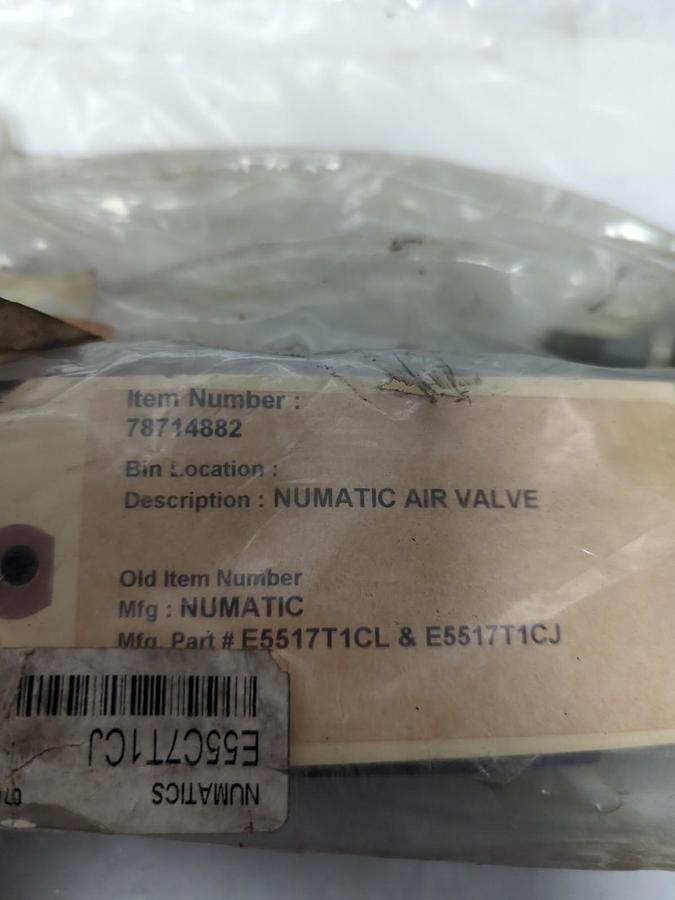 Item Number :
78714882
Bin Location :
Description : NUMATIC AIR VALVE
Old Item Number
Mfg : NUMATIC
Mfg. Part # E5517T1CL & E5517T1CJ
NUMATICS
E55C7T1CJ